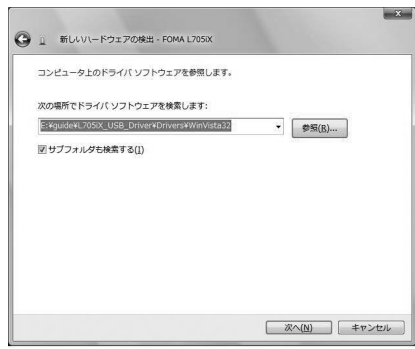 新しいハードウェアの検出 - FOMA L705iX
コンピュータ上のドライバ ソフトウェアを参照します。
次の場所でドライバ ソフトウェアを検索します:
E:¥guide¥L705iX_USB_Driver¥Drivers¥WinVista32
参照(R)...
サブフォルダも検索する(I)
次へ(N)
キャンセル